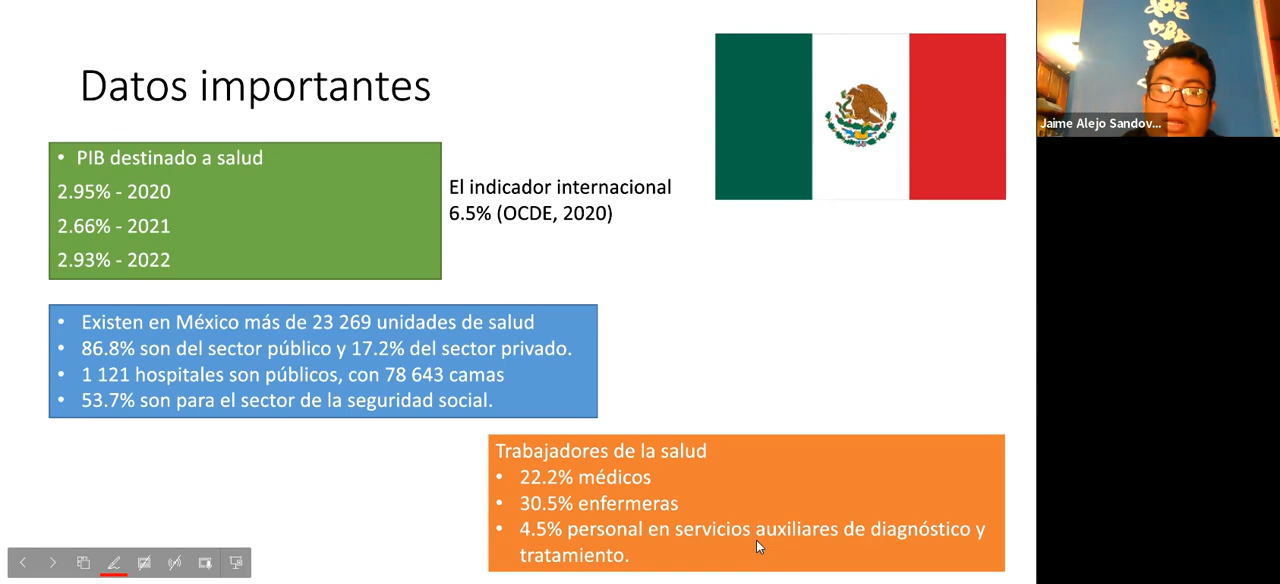 Datos importantes
• PIB destinado a salud
2.95% - 2020
2.66% - 2021
2.93% - 2022
El indicador internacional
6.5% (OCDE, 2020)
• Existen en México más de 23 269 unidades de salud
• 86.8% son del sector público y 17.2% del sector privado.
• 1 121 hospitales son públicos, con 78 643 camas
• 53.7% son para el sector de la seguridad social.
Trabajadores de la salud
• 22.2% médicos
• 30.5% enfermeras
• 4.5% personal en servicios auxiliares de diagnóstico y
tratamiento.
Jaime Alejo Sandov...